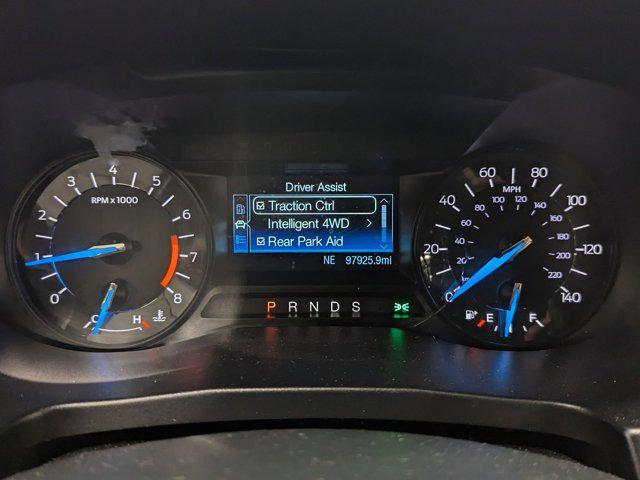 Driver Assist
Traction Ctrl
Intelligent 4WD
Rear Park Aid
NE 97925.9mi
P R N D S
RPM x 1000
0 1 2 3 4 5 6 7 8
C H
MPH
0 20 40 60 80 100 120 140
km/h
20 40 60 80 100 120 140 160 180 200 220
E F